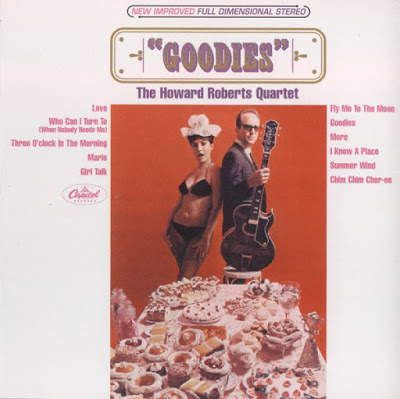 NEW IMPROVED FULL DIMENSIONAL STEREO
"GOODIES"
The Howard Roberts Quartet
Love
Who Can I Turn To
(When Nobody Needs Me)
Three O'clock In The Morning
Marie
Girl Talk
Capitol
RECORDS
Fly Me To The Moon
Goodies
More
I Know A Place
Summer Wind
Chim Chim Cher-ee